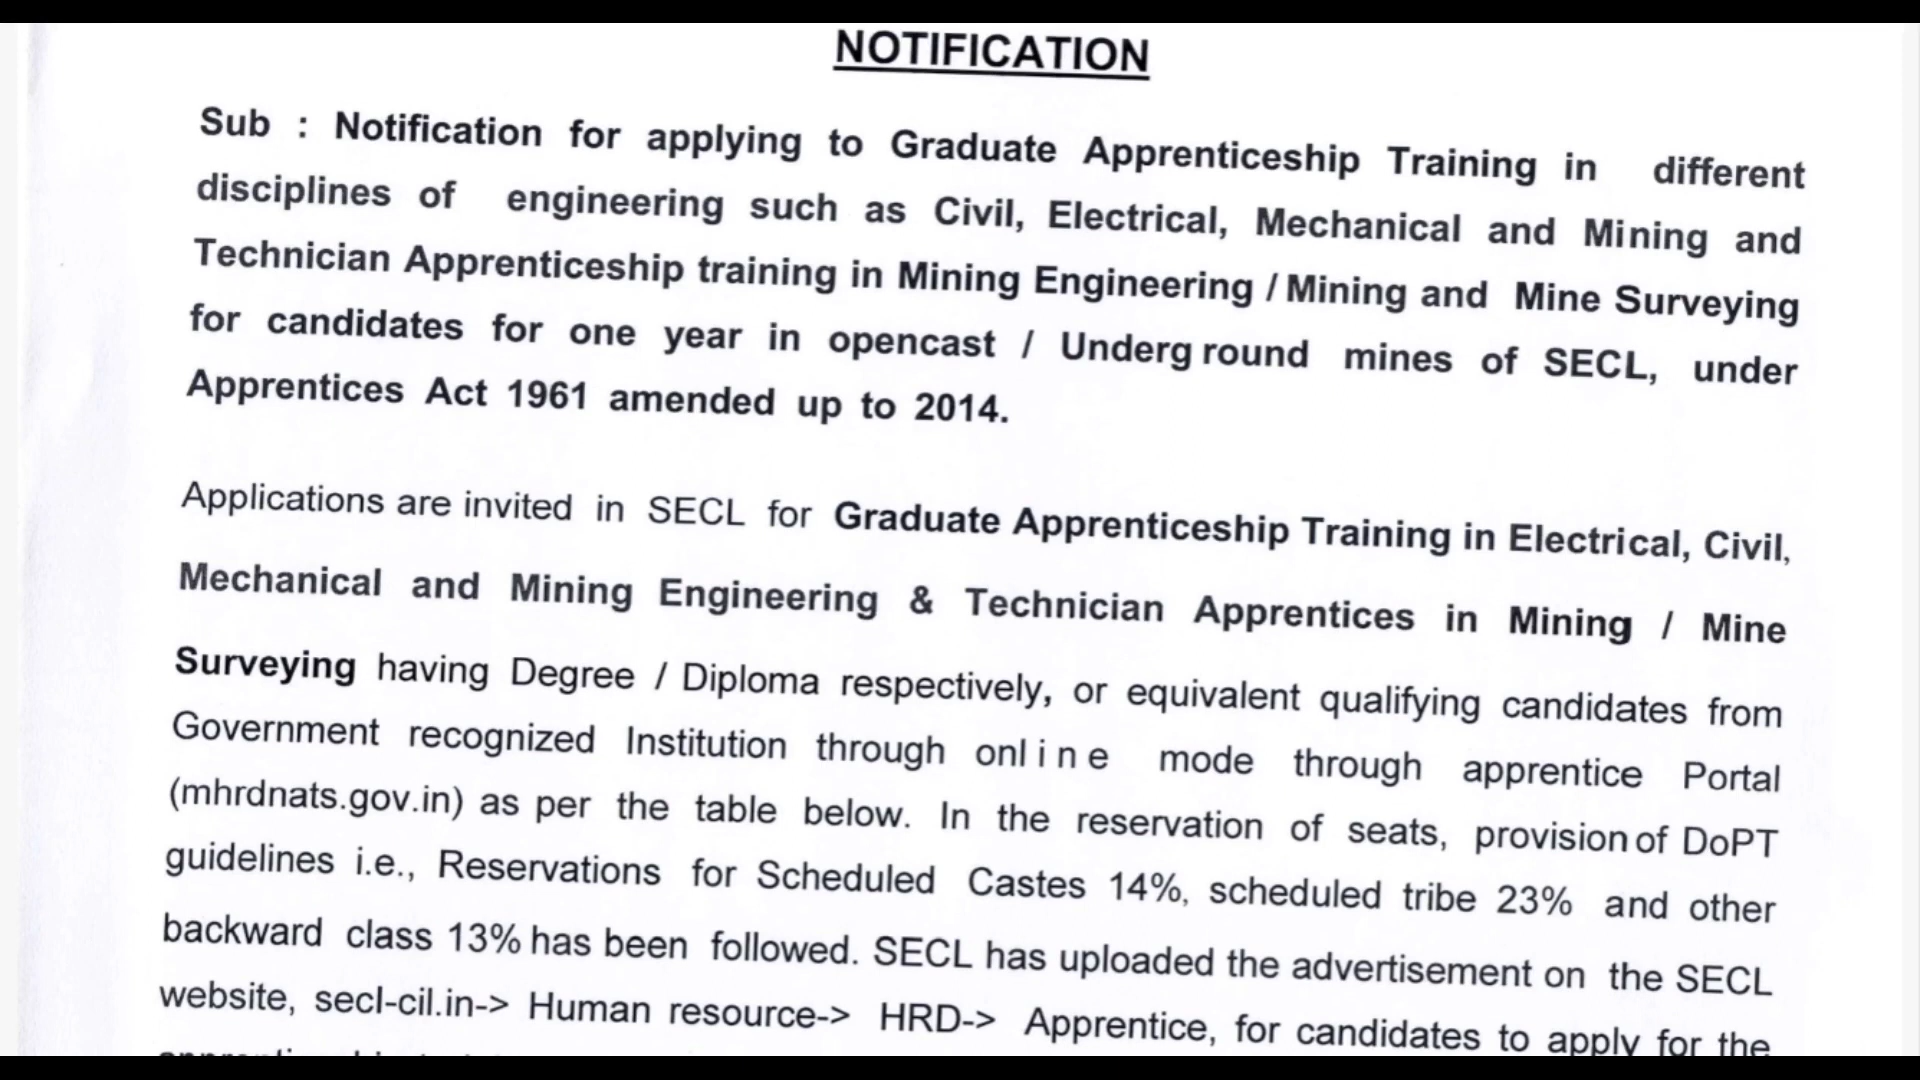 NOTIFICATION
Sub : Notification for applying to Graduate Apprenticeship Training in different
disciplines of engineering such as Civil, Electrical, Mechanical and Mining and
Technician Apprenticeship training in Mining Engineering / Mining and Mine Surveying
for candidates for one year in opencast / Underg round mines of SECL, under
Apprentices Act 1961 amended up to 2014.
Applications are invited in SECL for Graduate Apprenticeship Training in Electrical, Civil,
Mechanical and Mining Engineering & Technician Apprentices in Mining / Mine
Surveying having Degree / Diploma respectively, or equivalent qualifying candidates from
Government recognized Institution through onl i n e mode through apprentice Portal
(mhrdnats.gov.in) as per the table below. In the reservation of seats, provision of DoPT
guidelines i.e., Reservations for Scheduled Castes 14%, scheduled tribe 23% and other
backward class 13% has been followed. SECL has uploaded the advertisement on the SECL
website, secl-cil.in-> Human resource-> HRD-> Apprentice, for candidates to apply for the